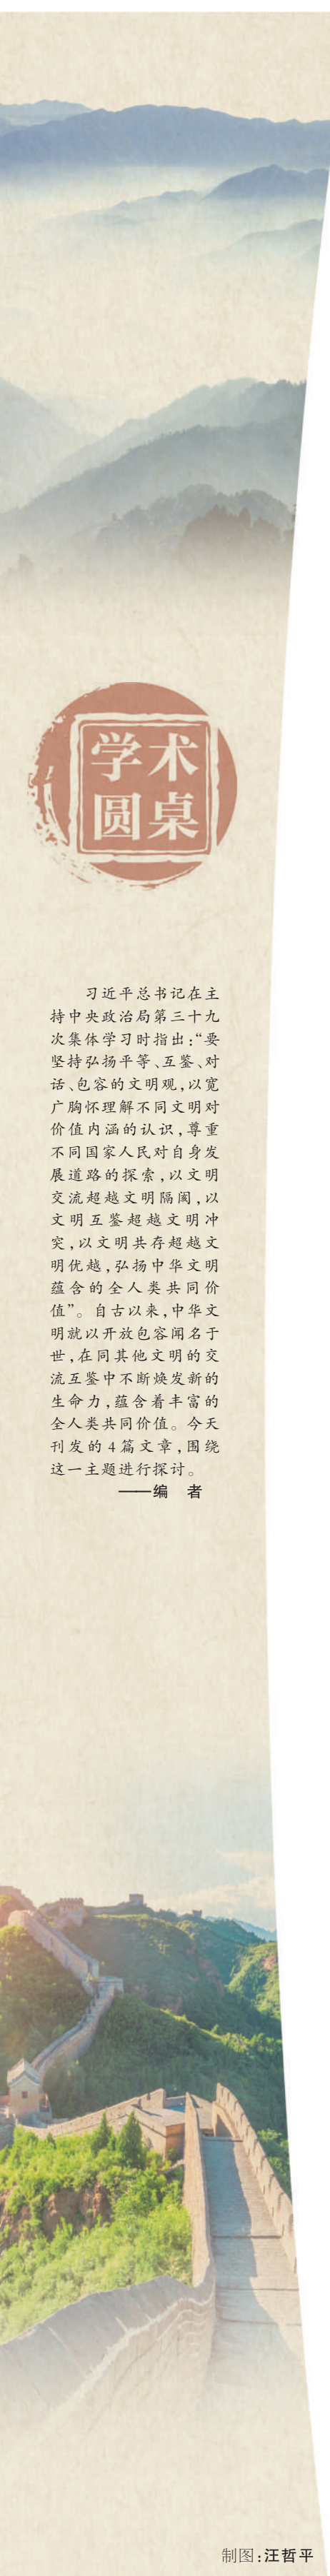 学术
圆桌
习近平总书记在主
持中央政治局第三十九
次集体学习时指出：“要
坚持弘扬平等、互鉴、对
话、包容的文明观，以宽
广胸怀理解不同文明对
价值内涵的认识，尊重
不同国家人民对自身发
展道路的探索，以文明
交流超越文明隔阂，以
文明互鉴超越文明冲
突，以文明共存超越文
明优越，弘扬中华文明
蕴含的全人类共同价
值”。自古以来，中华文
明就以开放包容闻名于
世，在同其他文明的交
流互鉴中不断焕发新的
生命力，蕴含着丰富的
全人类共同价值。今天
刊发的4篇文章，围绕
这一主题进行探讨。
——编　者
制图：汪哲平